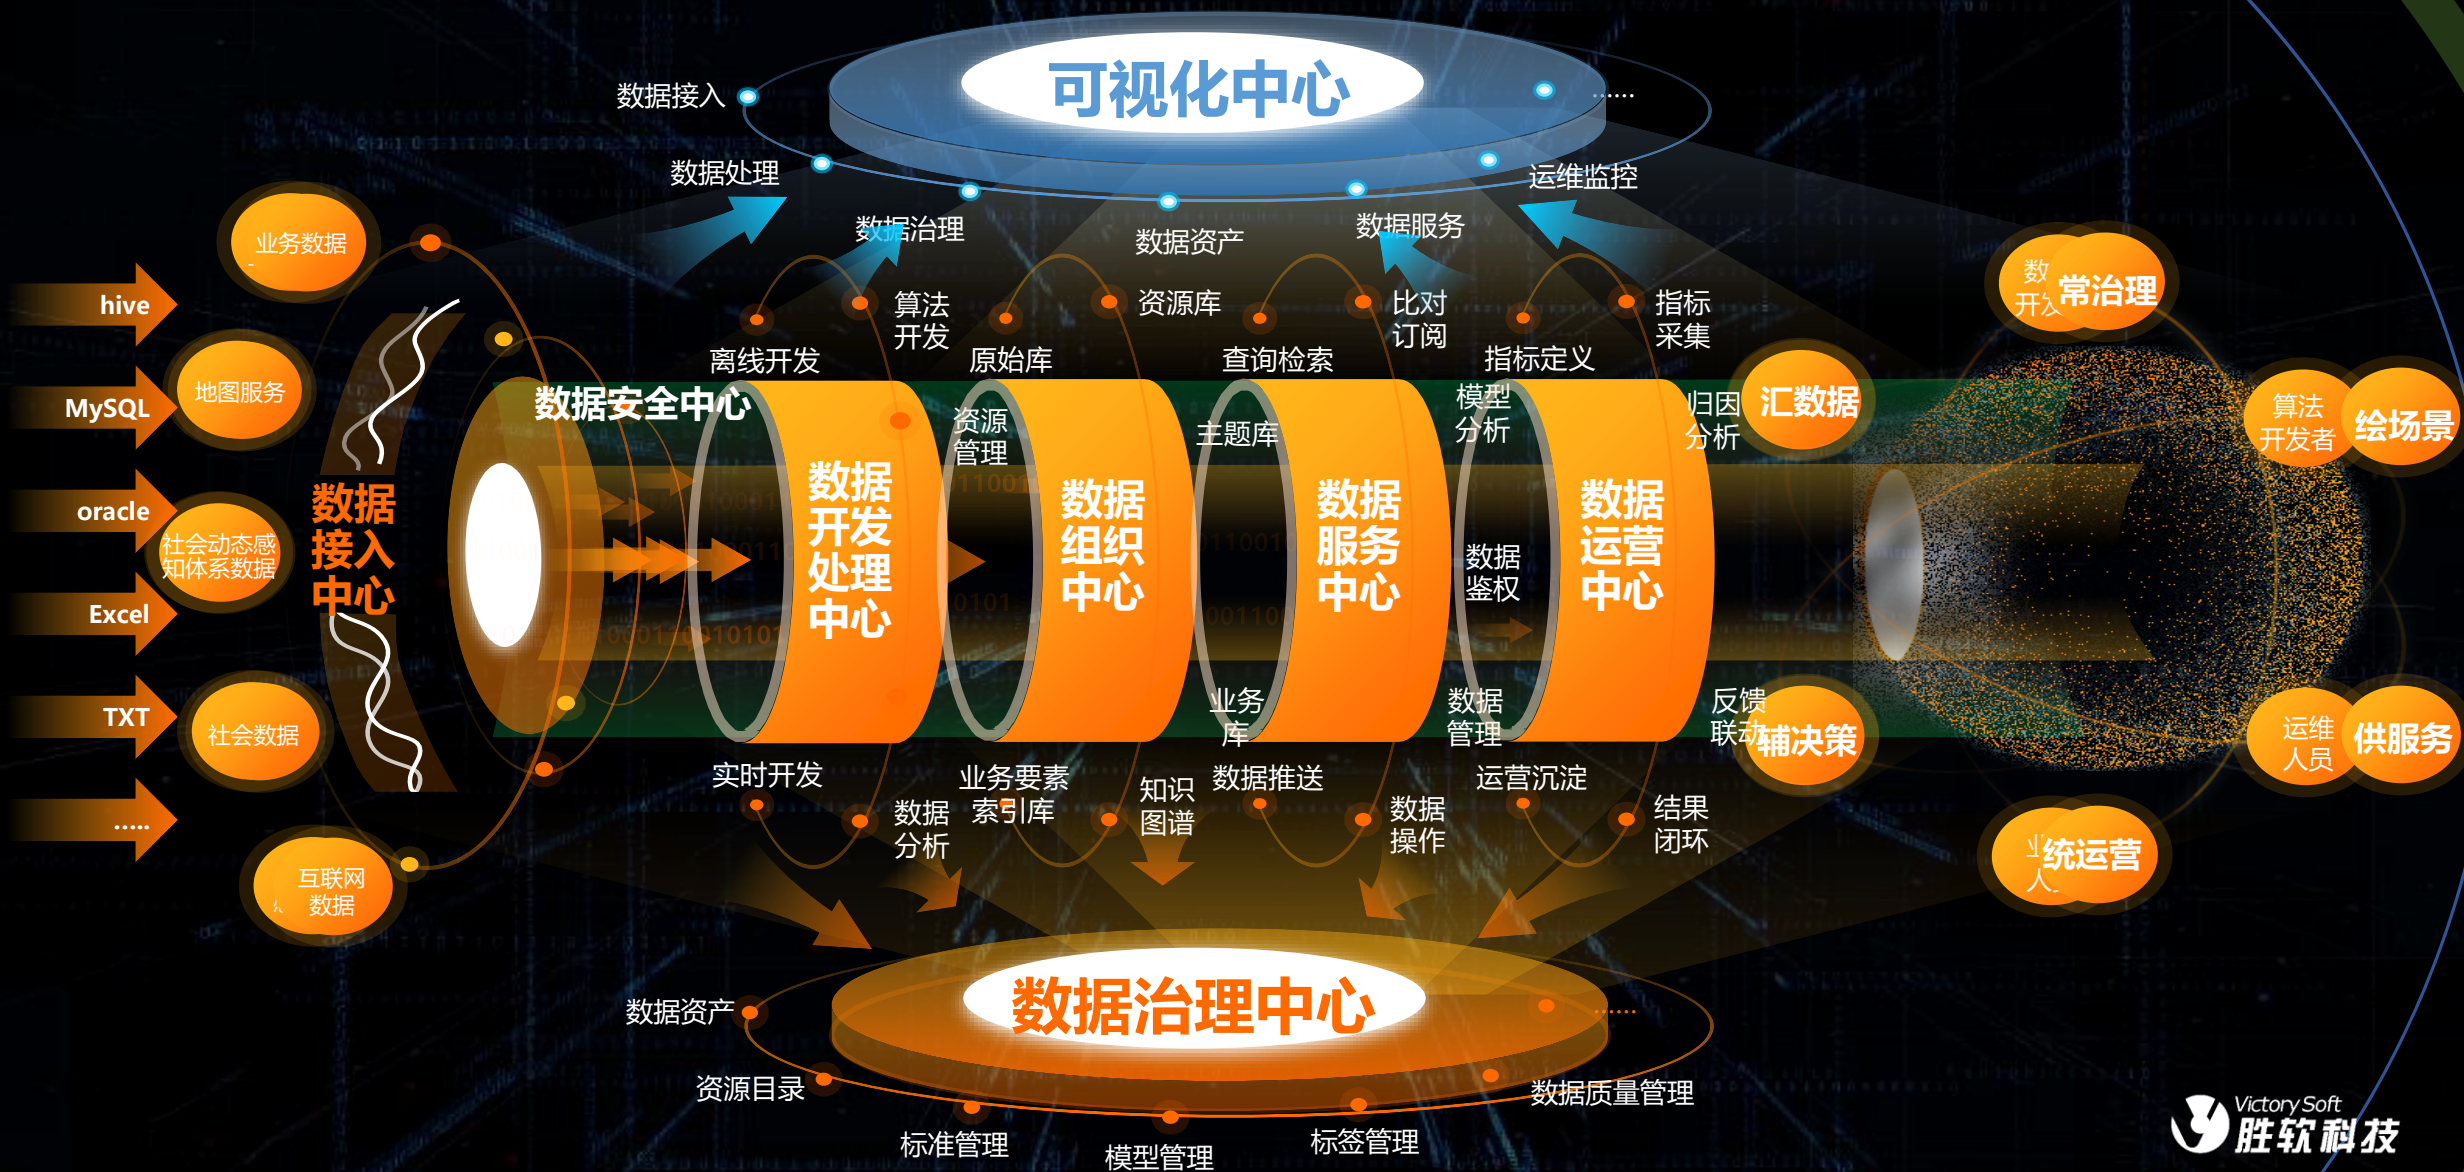 可视化中心
数据接入
数据处理
数据治理
数据资产
数据服务
运维监控
……
hive
MySQL
oracle
Excel
TXT
…..
业务数据
地图服务
社会动态感
知体系数据
社会数据
互联网
数据
数据
接入
中心
数据安全中心
离线开发
算法
开发
数据
开发
处理
中心
实时开发
数据
分析
资源
管理
原始库
资源库
数据
组织
中心
业务要素
索引库
知识
图谱
主题库
业务
库
查询检索
比对
订阅
数据
服务
中心
数据推送
数据
操作
模型
分析
数据
鉴权
数据
管理
指标定义
指标
采集
数据
运营
中心
运营沉淀
结果
闭环
归因
分析
反馈
联动
汇数据
辅决策
数
开发
常治理
算法
开发者
绘场景
运维
人员
供服务
业
人
统运营
数据治理中心
数据资产
资源目录
标准管理
模型管理
标签管理
数据质量管理
……
Victory Soft
胜软科技